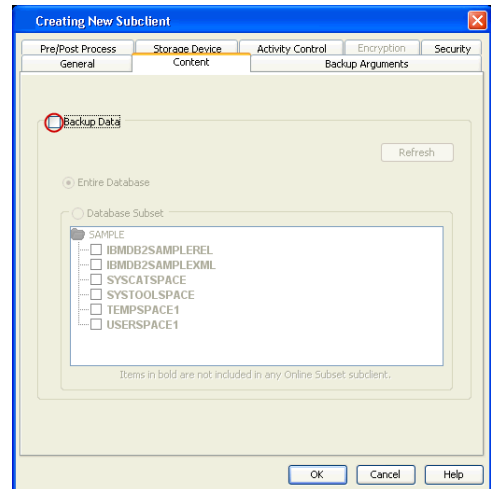 Creating New Subclient
Pre/Post Process Storage Device Activity Control Encryption Security
General Content Backup Arguments
Backup Data
Refresh
Entire Database
Database Subset
SAMPLE
IBMDB2SAMPLEREL
IBMDB2SAMPLEXML
SYSCATSPACE
SYSTOOLSPACE
TEMPSPACE1
USERSPACE1
Items in bold are not included in any Online Subset subclient.
OK Cancel Help